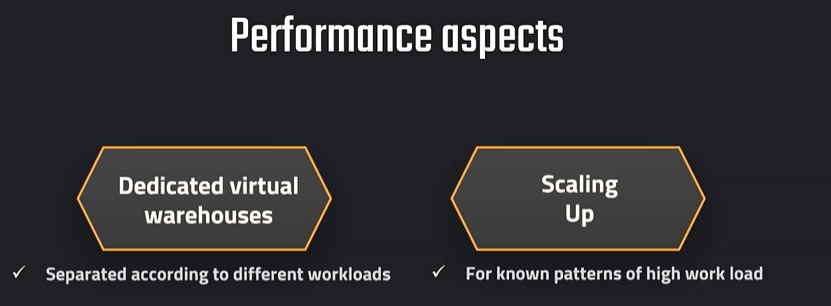 Performance aspects
Dedicated virtual
warehouses
✓ Separated according to different workloads
Scaling
Up
✓ For known patterns of high work load